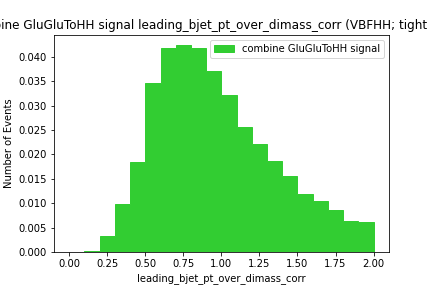 bine GluGluToHH signal leading_bjet_pt_over_dimass_corr (VBFHH; tight
combine GluGluToHH signal
Number of Events
0.040
0.035
0.030
0.025
0.020
0.015
0.010
0.005
0.000
0.00 0.25 0.50 0.75 1.00 1.25 1.50 1.75 2.00
leading_bjet_pt_over_dimass_corr